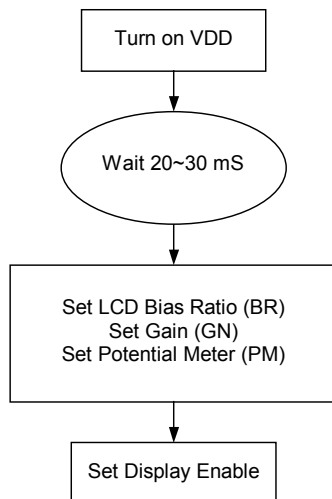 Turn on VDD
Wait 20~30 mS
Set LCD Bias Ratio (BR)
Set Gain (GN)
Set Potential Meter (PM)
Set Display Enable